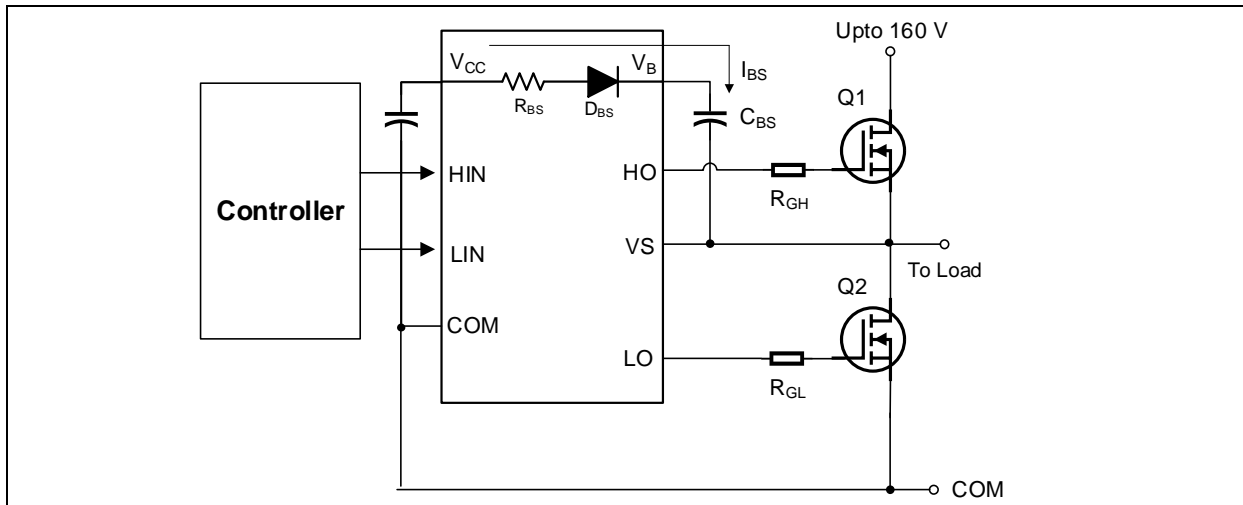 Upto 160 V
VCC
VB
IBS
RBS
DBS
CBS
Q1
Controller
HIN
HO
RGH
LIN
VS
To Load
Q2
COM
LO
RGL
COM